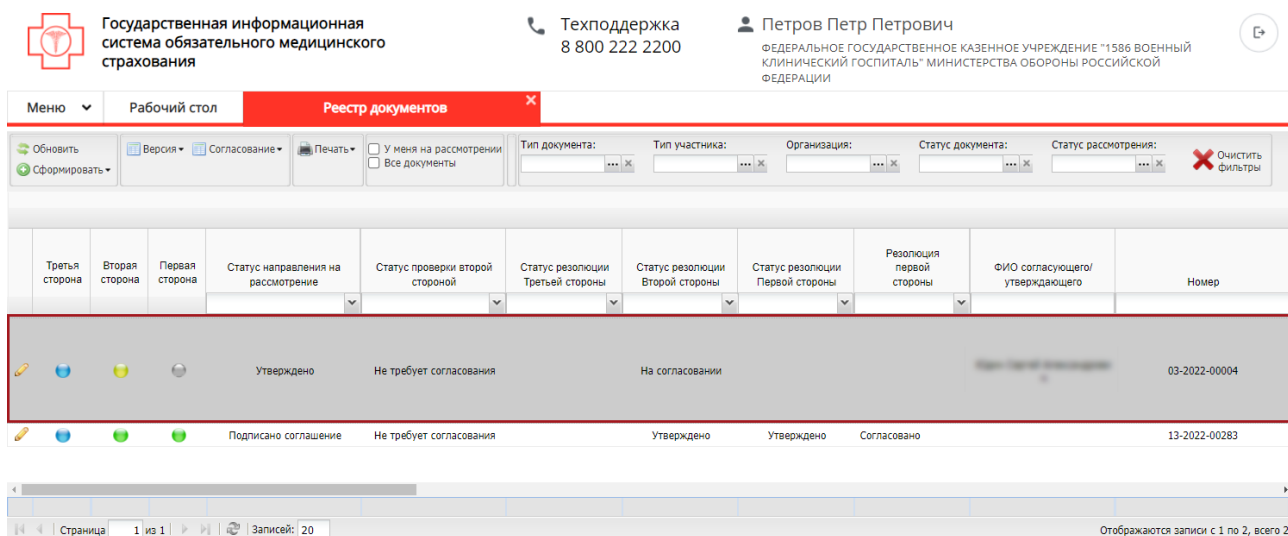 Государственная информационная
система обязательного медицинского
страхования
Техподдержка
8 800 222 2200
Петров Петр Петрович
ФЕДЕРАЛЬНОЕ ГОСУДАРСТВЕННОЕ КАЗЕННОЕ УЧРЕЖДЕНИЕ "1586 ВОЕННЫЙ
КЛИНИЧЕСКИЙ ГОСПИТАЛЬ" МИНИСТЕРСТВА ОБОРОНЫ РОССИЙСКОЙ
ФЕДЕРАЦИИ
Меню Рабочий стол Реестр документов
Обновить Версия Согласование Печать У меня на рассмотрении Тип документа: Тип участника: Организация: Статус документа: Статус рассмотрения: Очистить
Сформировать Все документы фильтры
Третья сторона Вторая сторона Первая сторона Статус направления на рассмотрение Статус проверки второй стороной Статус резолюции Третьей стороны Статус резолюции Второй стороны Статус резолюции Первой стороны Резолюция первой стороны ФИО согласующего/ утверждающего Номер
Утверждено Не требует согласования На согласовании 03-2022-00004
Подписано соглашение Не требует согласования Утверждено Утверждено Согласовано 13-2022-00283
Страница 1 из 1 Записей: 20 Отображаются записи с 1 по 2, всего 2